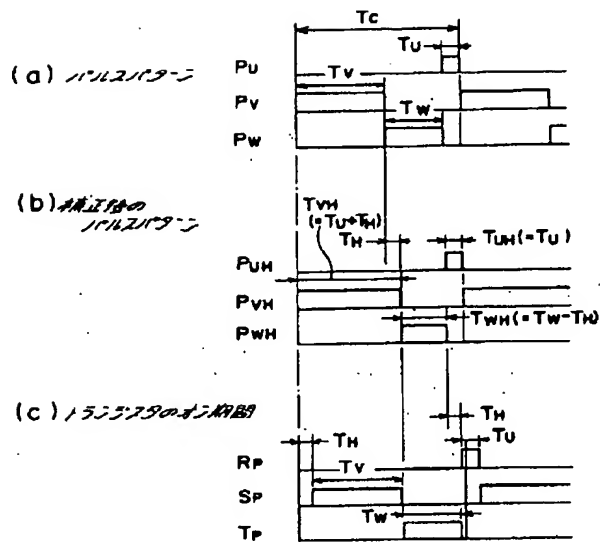 Tc
TU
(a) パルスパターン
PU
TV
PV
TW
PW
(b) 補正後の
パルスパターン
TVH
(=TU+TH)
TH
TUH(=TU)
PUH
PVH
TWH(=TW-TH)
PWH
(c) トランジスタのオン期間
TH
TH
TU
RP
TV
SP
TW
TP